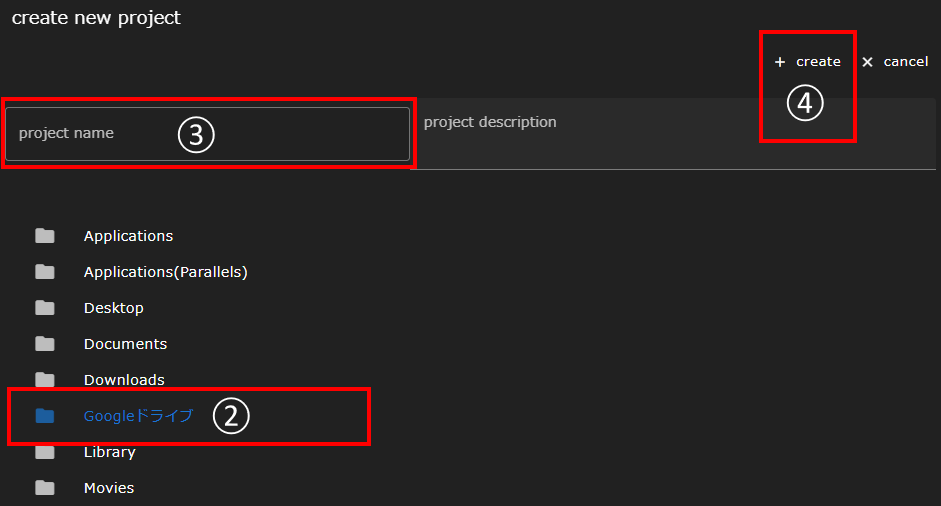 create new project
+ create × cancel
④
project name ③
project description
Applications
Applications(Parallels)
Desktop
Documents
Downloads
Googleドライブ ②
Library
Movies